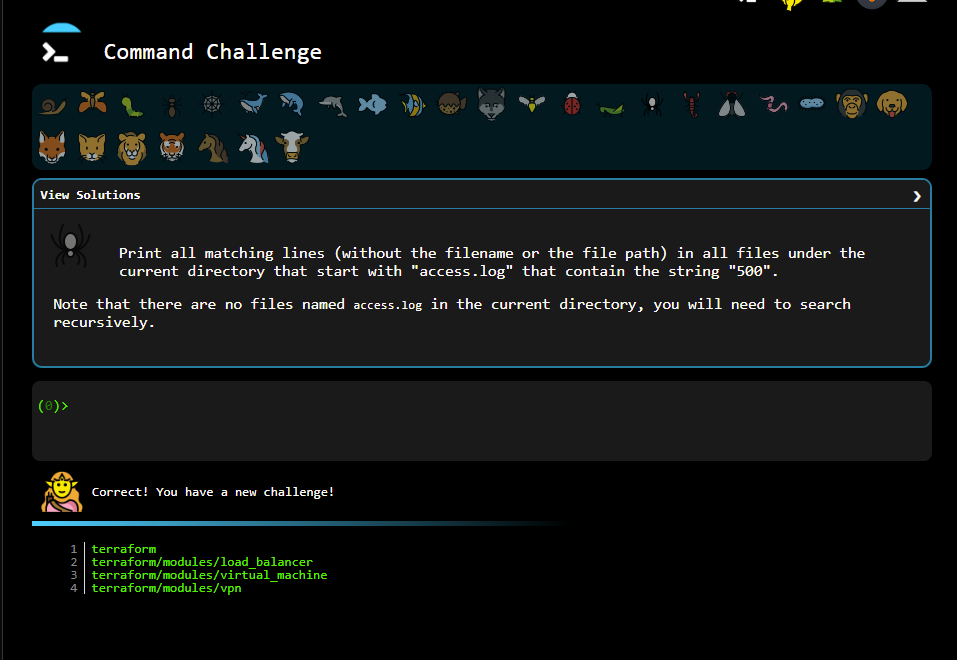 Command Challenge
View Solutions
Print all matching lines (without the filename or the file path) in all files under the
current directory that start with "access.log" that contain the string "500".
Note that there are no files named access.log in the current directory, you will need to search
recursively.
(0)>
Correct! You have a new challenge!
1 terraform
2 terraform/modules/load_balancer
3 terraform/modules/virtual_machine
4 terraform/modules/vpn